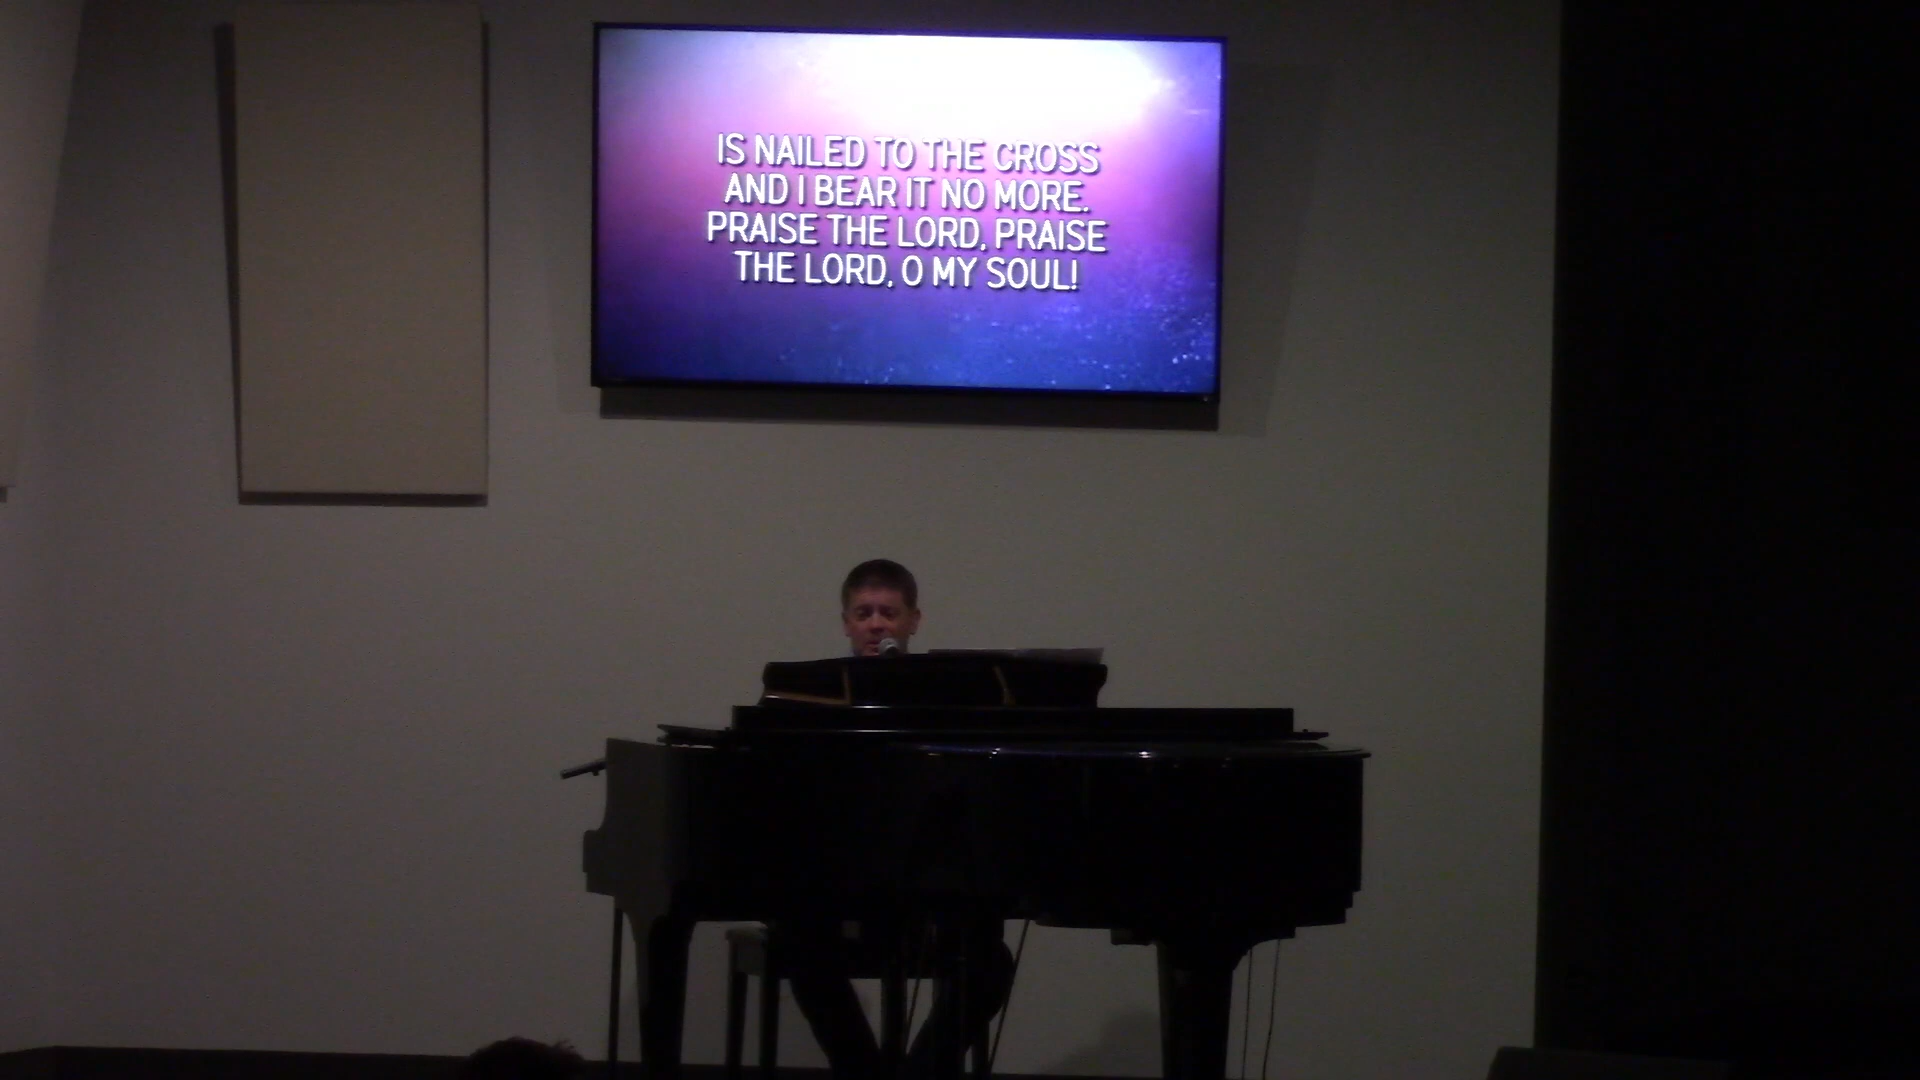 IS NAILED TO THE CROSS
AND I BEAR IT NO MORE.
PRAISE THE LORD, PRAISE
THE LORD, O MY SOUL!